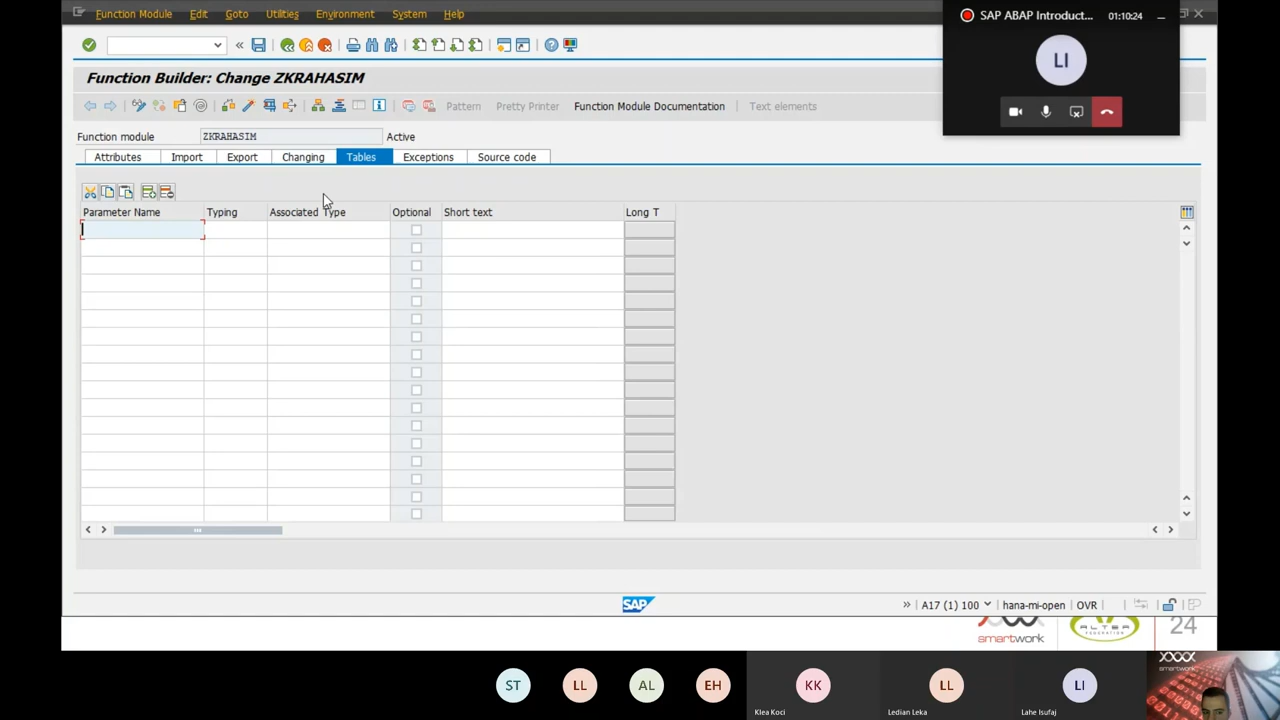 Function Module Edit Goto Utilities Environment System Help
SAP ABAP Introduct... 01:10:24
LI
Function Builder: Change ZKRAHASIM
Pattern Pretty Printer Function Module Documentation Text elements
Function module ZKRAHASIM Active
Attributes Import Export Changing Tables Exceptions Source code
Parameter Name Typing Associated Type Optional Short text Long T
SAP
A17 (1) 100 hana-mi-open OVR
smartwork
ALTEA
FEDERATION
24
ST LL AL EH KK LL LI
Klea Koci Ledian Leka Lahe Isufaj
smartwork